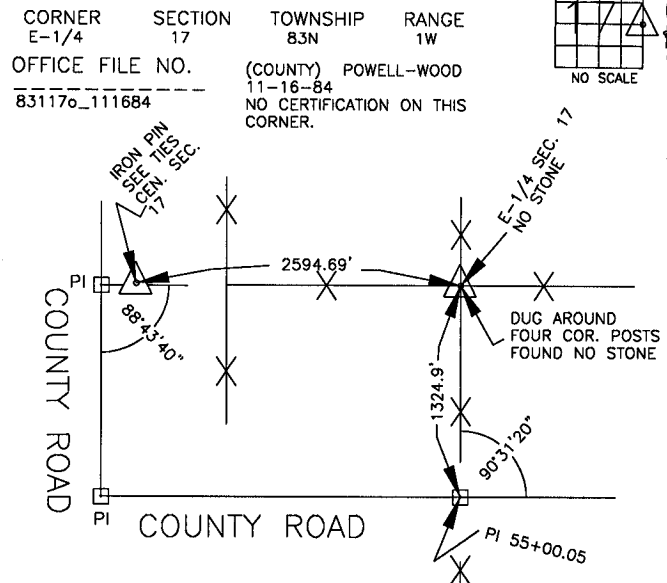 CORNER SECTION TOWNSHIP RANGE
E-1/4 17 83N 1W
17
NO SCALE
OFFICE FILE NO.
83117o_111684
(COUNTY) POWELL-WOOD
11-16-84
NO CERTIFICATION ON THIS
CORNER.
IRON PIN
SEE TIES
CEN. SEC.
17
E-1/4 SEC. 17
NO STONE
2594.69'
PI
88°43'40"
DUG AROUND
FOUR COR. POSTS
FOUND NO STONE
COUNTY ROAD
1324.9'
90°31'20"
PI
COUNTY ROAD
PI 55+00.05